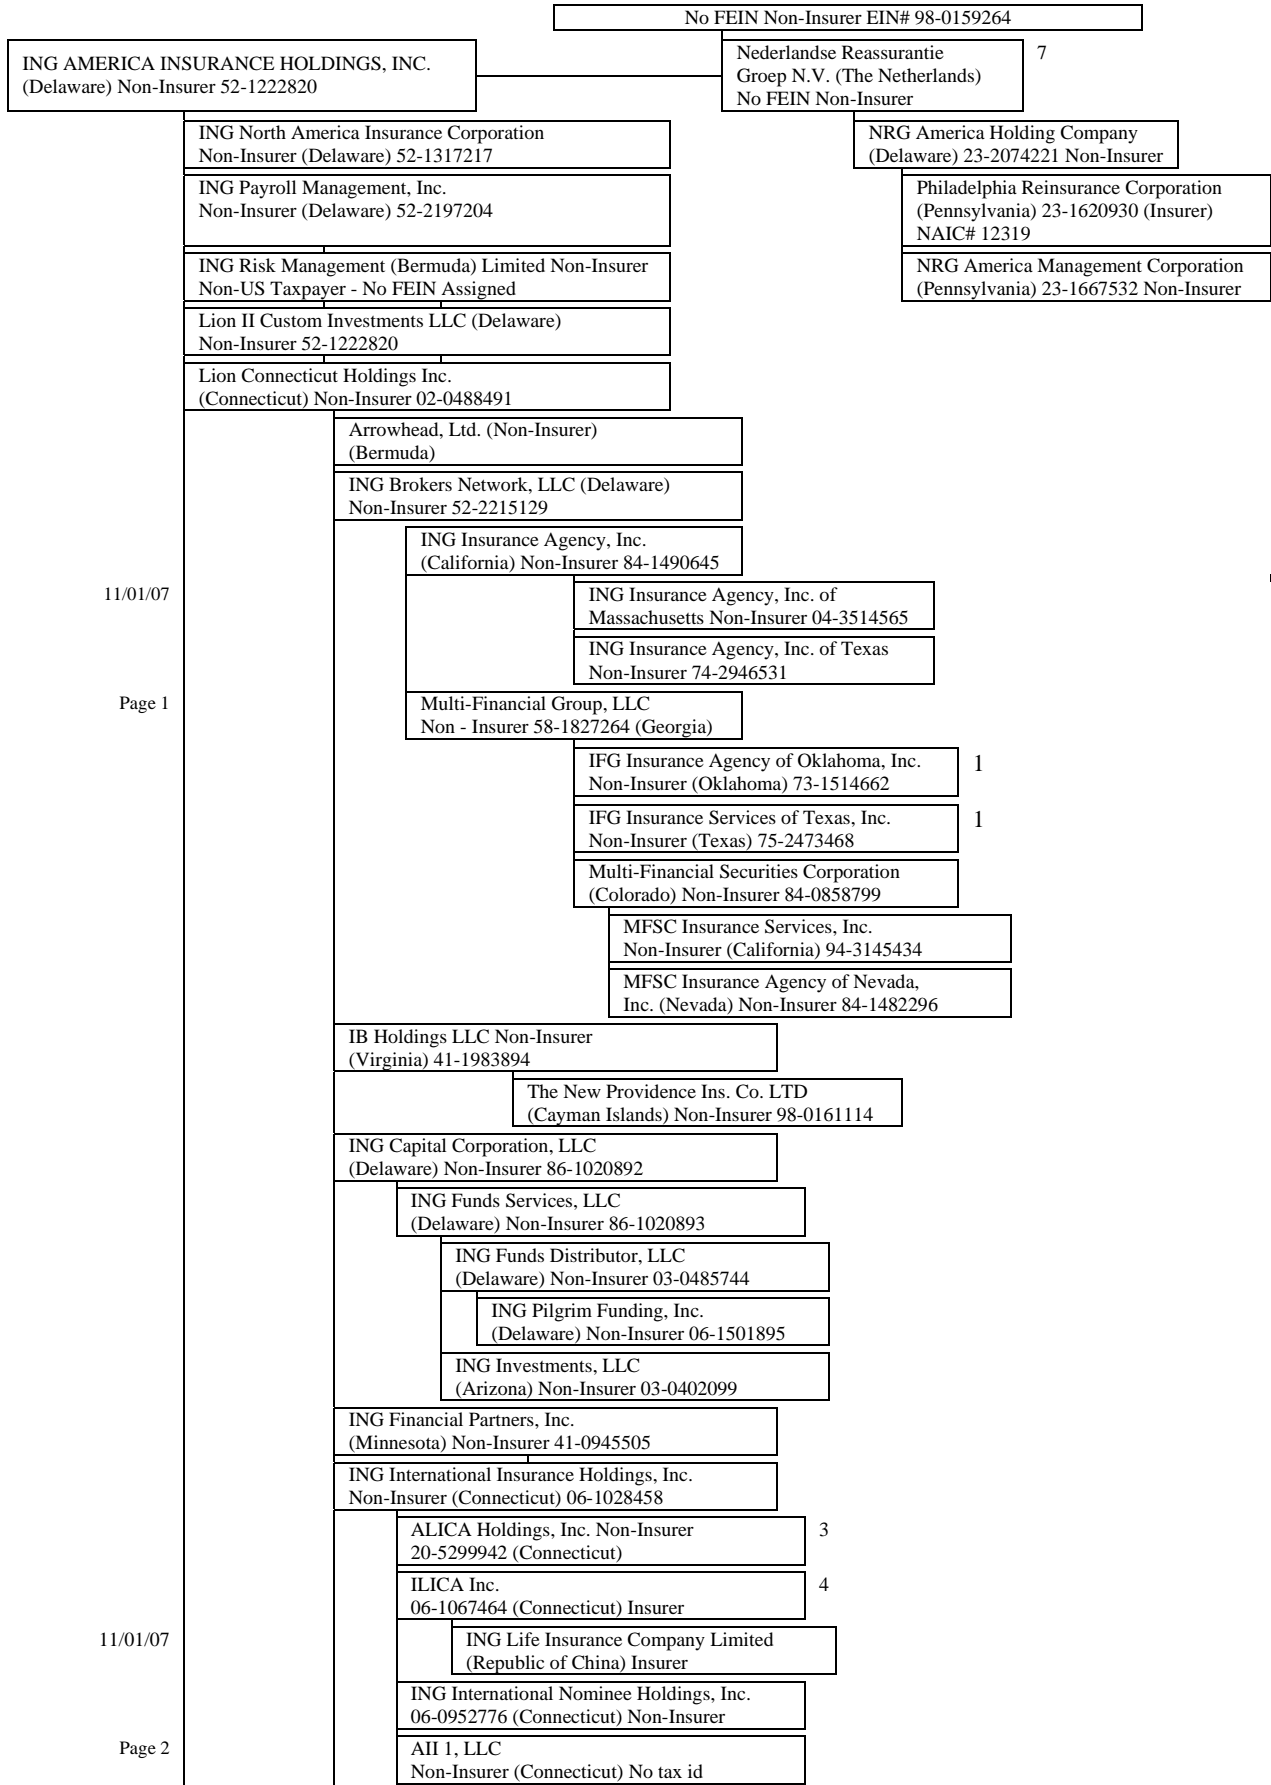 No FEIN Non-Insurer EIN# 98-0159264
ING AMERICA INSURANCE HOLDINGS, INC.
(Delaware) Non-Insurer 52-1222820
Nederlandse Reassurantie
Groep N.V. (The Netherlands)
No FEIN Non-Insurer
7
ING North America Insurance Corporation
Non-Insurer (Delaware) 52-1317217
NRG America Holding Company
(Delaware) 23-2074221 Non-Insurer
ING Payroll Management, Inc.
Non-Insurer (Delaware) 52-2197204
Philadelphia Reinsurance Corporation
(Pennsylvania) 23-1620930 (Insurer)
NAIC# 12319
ING Risk Management (Bermuda) Limited Non-Insurer
Non-US Taxpayer - No FEIN Assigned
NRG America Management Corporation
(Pennsylvania) 23-1667532 Non-Insurer
Lion II Custom Investments LLC (Delaware)
Non-Insurer 52-1222820
Lion Connecticut Holdings Inc.
(Connecticut) Non-Insurer 02-0488491
Arrowhead, Ltd. (Non-Insurer)
(Bermuda)
ING Brokers Network, LLC (Delaware)
Non-Insurer 52-2215129
ING Insurance Agency, Inc.
(California) Non-Insurer 84-1490645
11/01/07
ING Insurance Agency, Inc. of
Massachusetts Non-Insurer 04-3514565
ING Insurance Agency, Inc. of Texas
Non-Insurer 74-2946531
Page 1
Multi-Financial Group, LLC
Non - Insurer 58-1827264 (Georgia)
IFG Insurance Agency of Oklahoma, Inc.
Non-Insurer (Oklahoma) 73-1514662
1
IFG Insurance Services of Texas, Inc.
Non-Insurer (Texas) 75-2473468
1
Multi-Financial Securities Corporation
(Colorado) Non-Insurer 84-0858799
MFSC Insurance Services, Inc.
Non-Insurer (California) 94-3145434
MFSC Insurance Agency of Nevada,
Inc. (Nevada) Non-Insurer 84-1482296
IB Holdings LLC Non-Insurer
(Virginia) 41-1983894
The New Providence Ins. Co. LTD
(Cayman Islands) Non-Insurer 98-0161114
ING Capital Corporation, LLC
(Delaware) Non-Insurer 86-1020892
ING Funds Services, LLC
(Delaware) Non-Insurer 86-1020893
ING Funds Distributor, LLC
(Delaware) Non-Insurer 03-0485744
ING Pilgrim Funding, Inc.
(Delaware) Non-Insurer 06-1501895
ING Investments, LLC
(Arizona) Non-Insurer 03-0402099
ING Financial Partners, Inc.
(Minnesota) Non-Insurer 41-0945505
ING International Insurance Holdings, Inc.
Non-Insurer (Connecticut) 06-1028458
ALICA Holdings, Inc. Non-Insurer
20-5299942 (Connecticut)
3
ILICA Inc.
06-1067464 (Connecticut) Insurer
4
11/01/07
ING Life Insurance Company Limited
(Republic of China) Insurer
ING International Nominee Holdings, Inc.
06-0952776 (Connecticut) Non-Insurer
Page 2
AII 1, LLC
Non-Insurer (Connecticut) No tax id